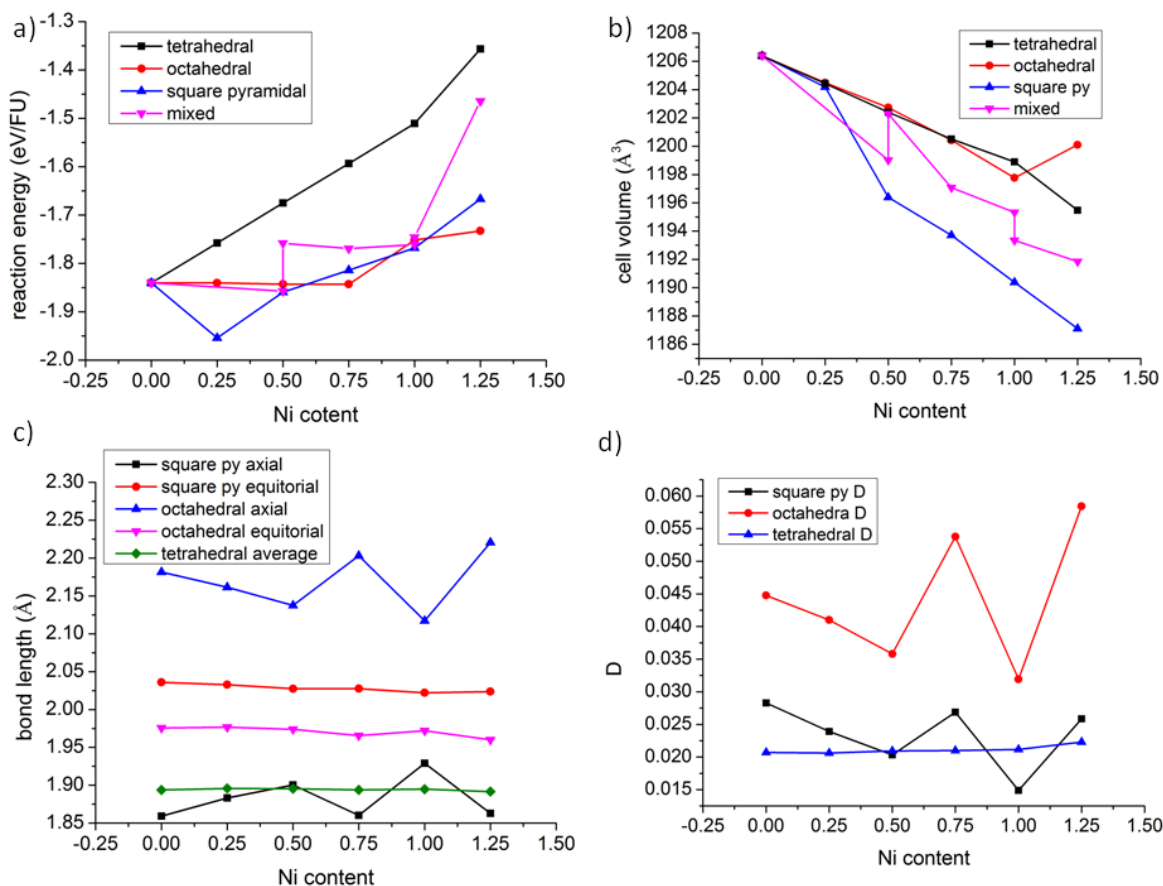 a)
-1.3
-1.4
-1.5
-1.6
-1.7
-1.8
-1.9
-2.0
reaction energy (eV/FU)
tetrahedral
octahedral
square pyramidal
mixed
-0.25 0.00 0.25 0.50 0.75 1.00 1.25 1.50
Ni cotent
b)
1208
1206
1204
1202
1200
1198
1196
1194
1192
1190
1188
1186
cell volume (Å³)
tetrahedral
octahedral
square py
mixed
-0.25 0.00 0.25 0.50 0.75 1.00 1.25 1.50
Ni content
c)
2.30
2.25
2.20
2.15
2.10
2.05
2.00
1.95
1.90
1.85
bond length (Å)
square py axial
square py equitorial
octahedral axial
octahedral equitorial
tetrahedral average
-0.25 0.00 0.25 0.50 0.75 1.00 1.25 1.50
Ni content
d)
0.060
0.055
0.050
0.045
0.040
0.035
0.030
0.025
0.020
0.015
D
square py D
octahedra D
tetrahedral D
-0.25 0.00 0.25 0.50 0.75 1.00 1.25 1.50
Ni content